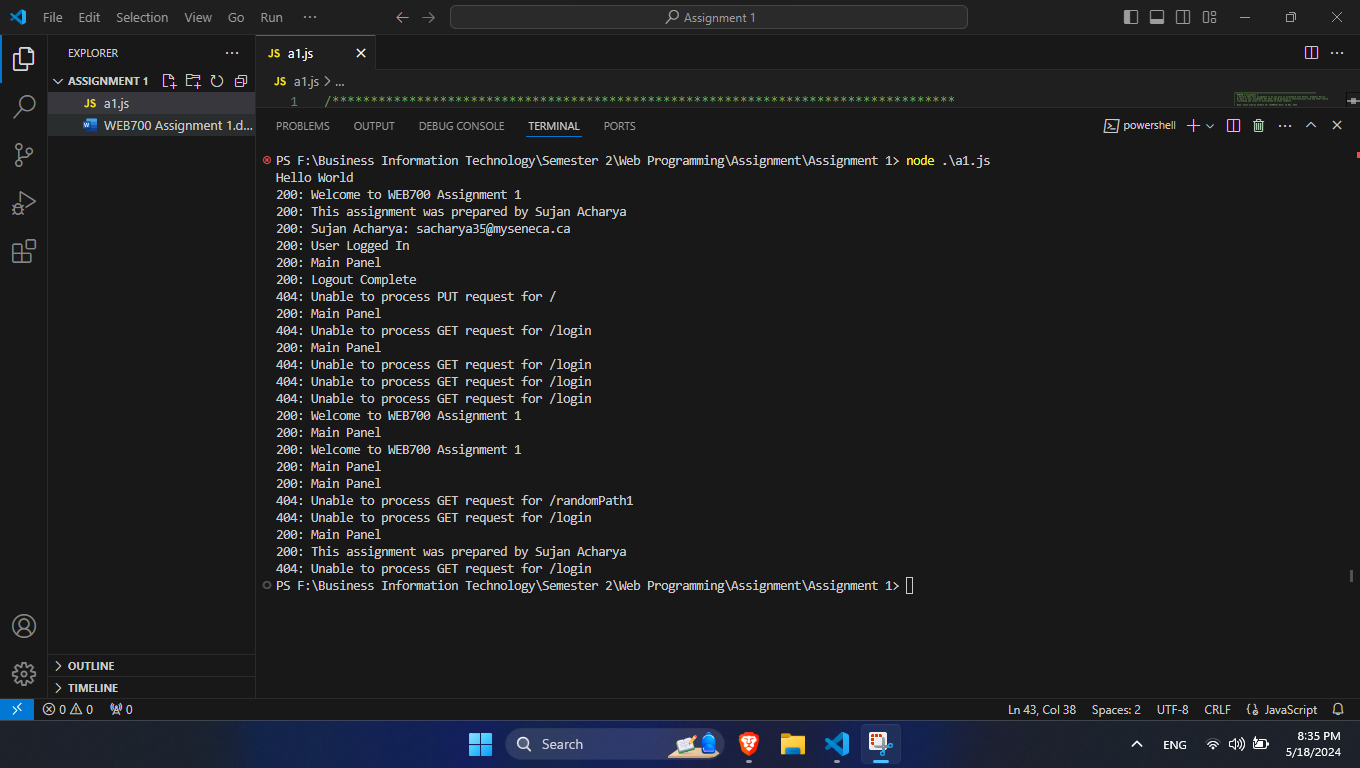 File Edit Selection View Go Run ···
Assignment 1
EXPLORER ···
ASSIGNMENT 1
JS a1.js
WEB700 Assignment 1.d...
OUTLINE
TIMELINE
JS a1.js
JS a1.js > ...
1 /*********************************************************************************
PROBLEMS OUTPUT DEBUG CONSOLE TERMINAL PORTS
powershell
PS F:\Business Information Technology\Semester 2\Web Programming\Assignment\Assignment 1> node .\a1.js
Hello World
200: Welcome to WEB700 Assignment 1
200: This assignment was prepared by Sujan Acharya
200: Sujan Acharya: sacharya35@myseneca.ca
200: User Logged In
200: Main Panel
200: Logout Complete
404: Unable to process PUT request for /
200: Main Panel
404: Unable to process GET request for /login
200: Main Panel
404: Unable to process GET request for /login
404: Unable to process GET request for /login
404: Unable to process GET request for /login
200: Welcome to WEB700 Assignment 1
200: Main Panel
200: Welcome to WEB700 Assignment 1
200: Main Panel
200: Main Panel
404: Unable to process GET request for /randomPath1
404: Unable to process GET request for /login
200: Main Panel
200: This assignment was prepared by Sujan Acharya
404: Unable to process GET request for /login
PS F:\Business Information Technology\Semester 2\Web Programming\Assignment\Assignment 1>
0 0 0
Ln 43, Col 38 Spaces: 2 UTF-8 CRLF {} JavaScript
Search
ENG
8:35 PM
5/18/2024